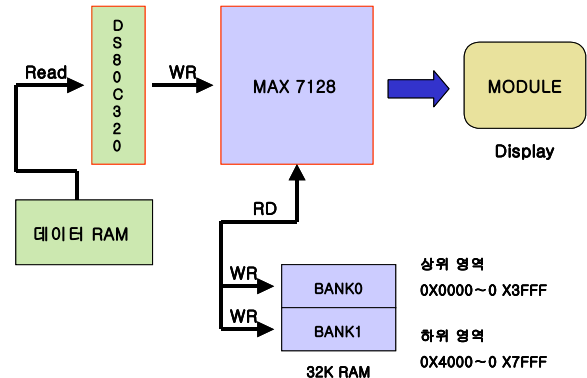 Read
DS80C320
WR
MAX 7128
MODULE
Display
데이터 RAM
RD
WR
BANK0
상위 영역
0X0000~0 X3FFF
WR
BANK1
하위 영역
0X4000~0 X7FFF
32K RAM